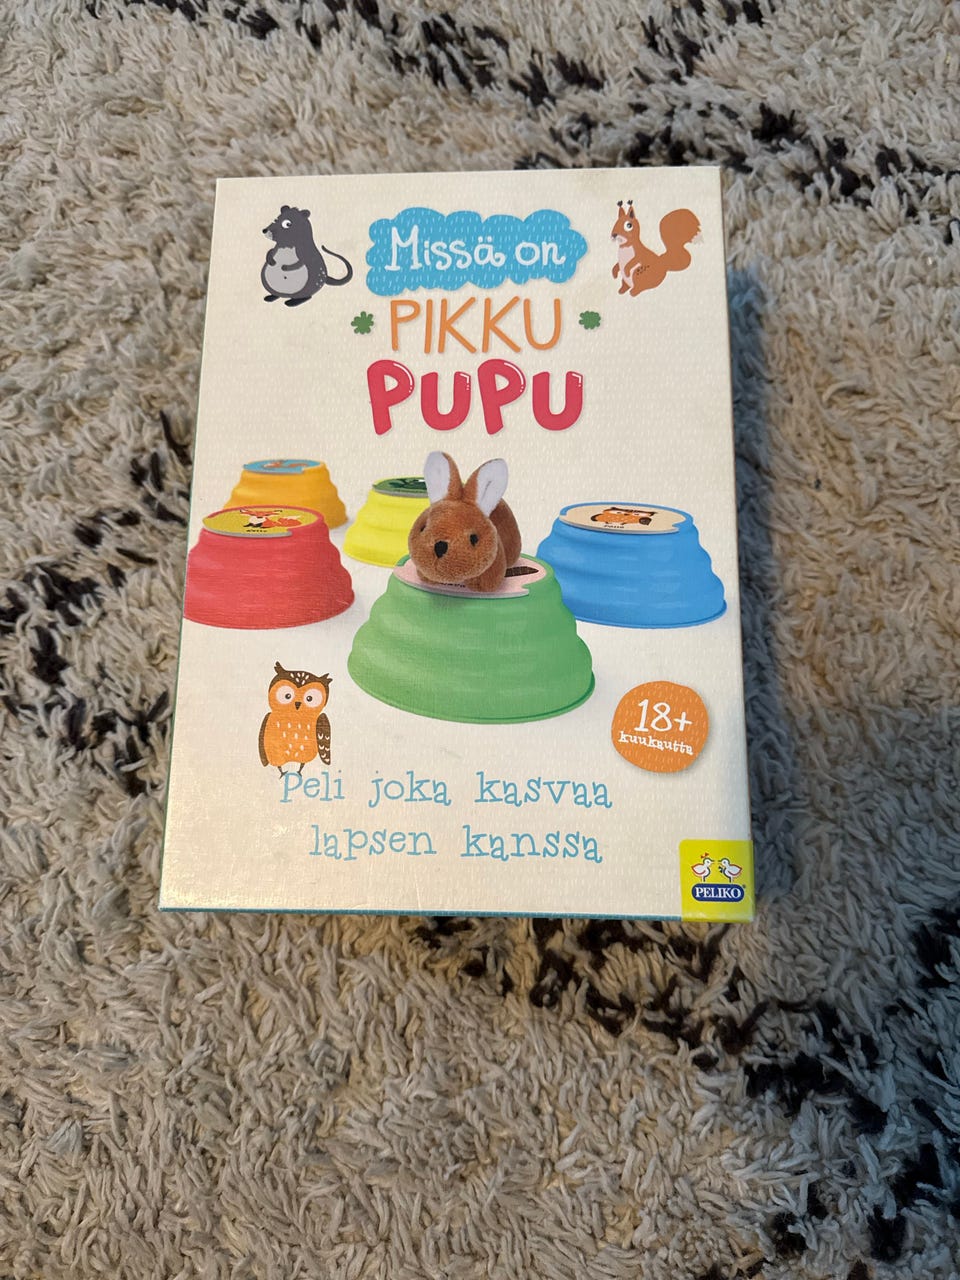 Missä on
PIKKU
PUPU
18+
kuukautta
Peli joka kasvaa
lapsen kanssa
PELIKO